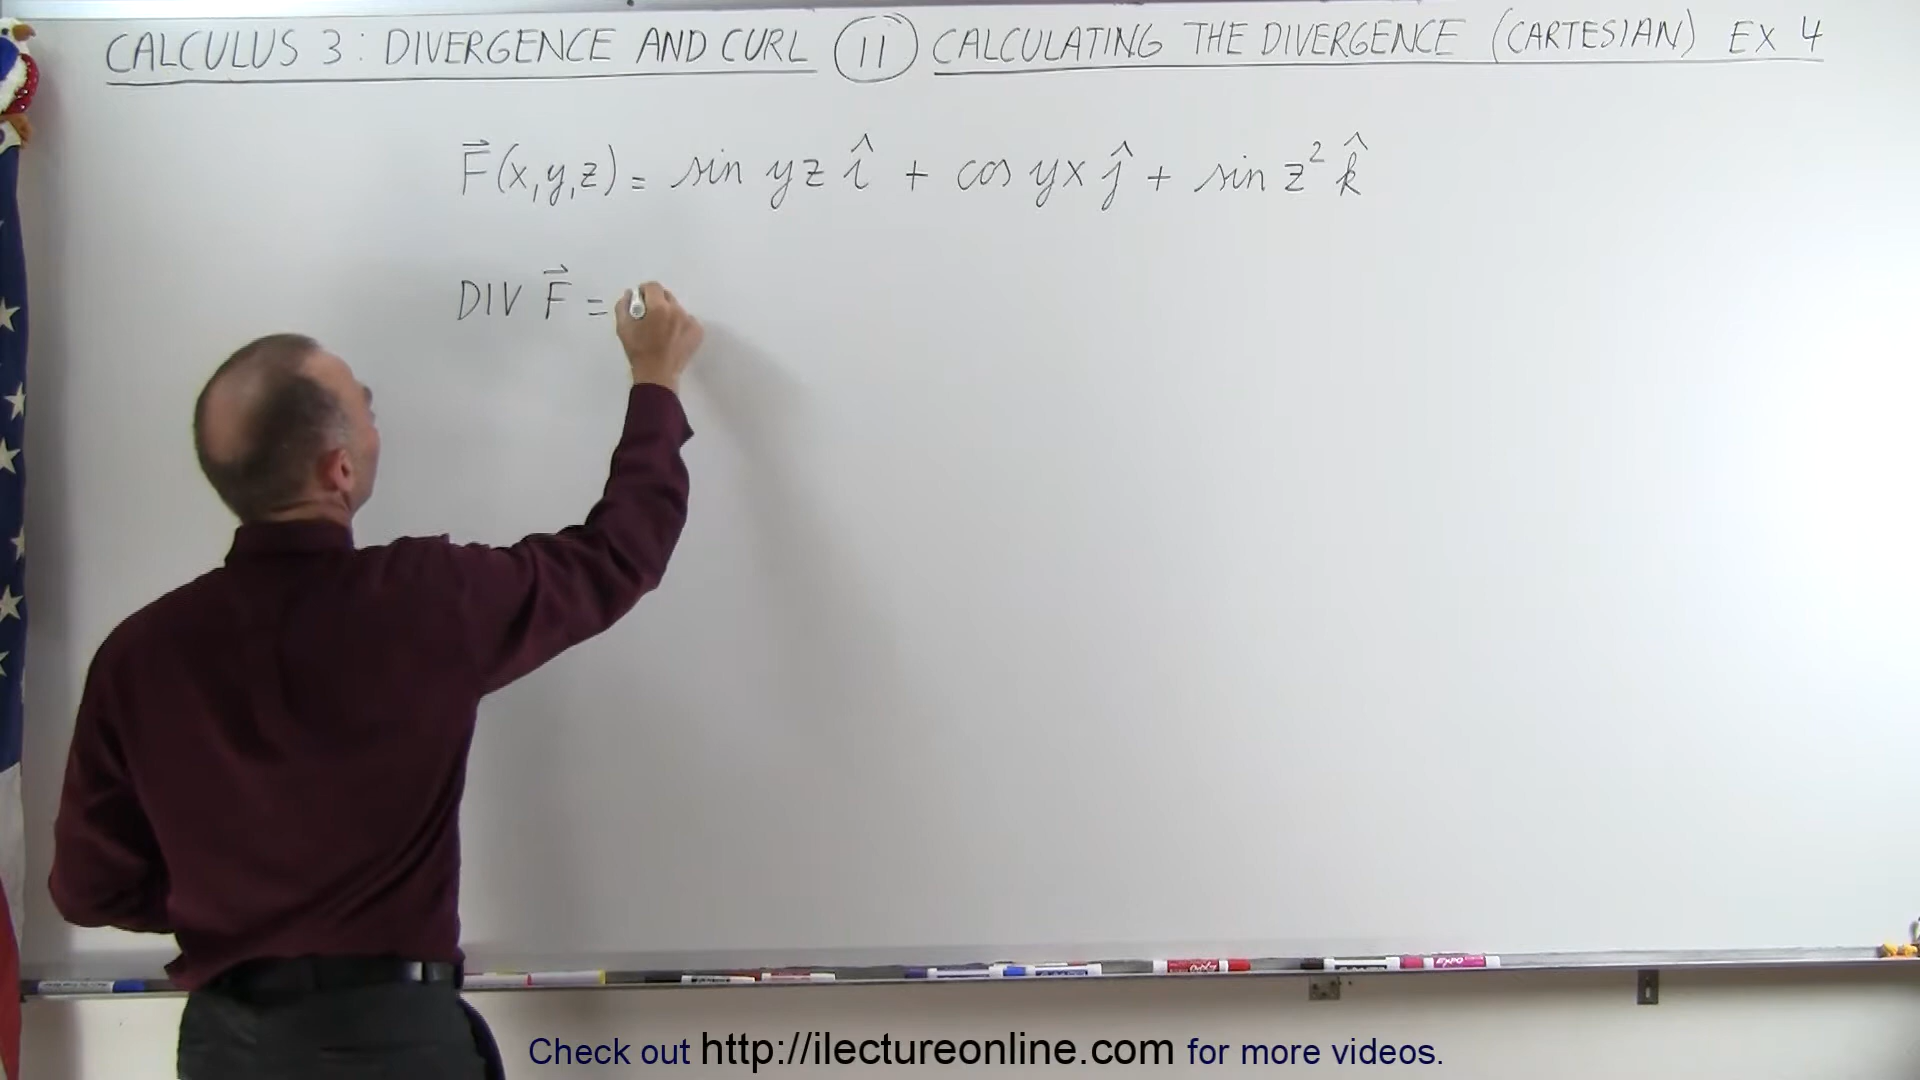 CALCULUS 3 : DIVERGENCE AND CURL (11) CALCULATING THE DIVERGENCE (CARTESIAN) EX 4
F⃗(x,y,z) = sin yz î + cos yx ĵ + sin z² k̂
DIV F⃗ =
EXPO
Check out http://ilectureonline.com for more videos.